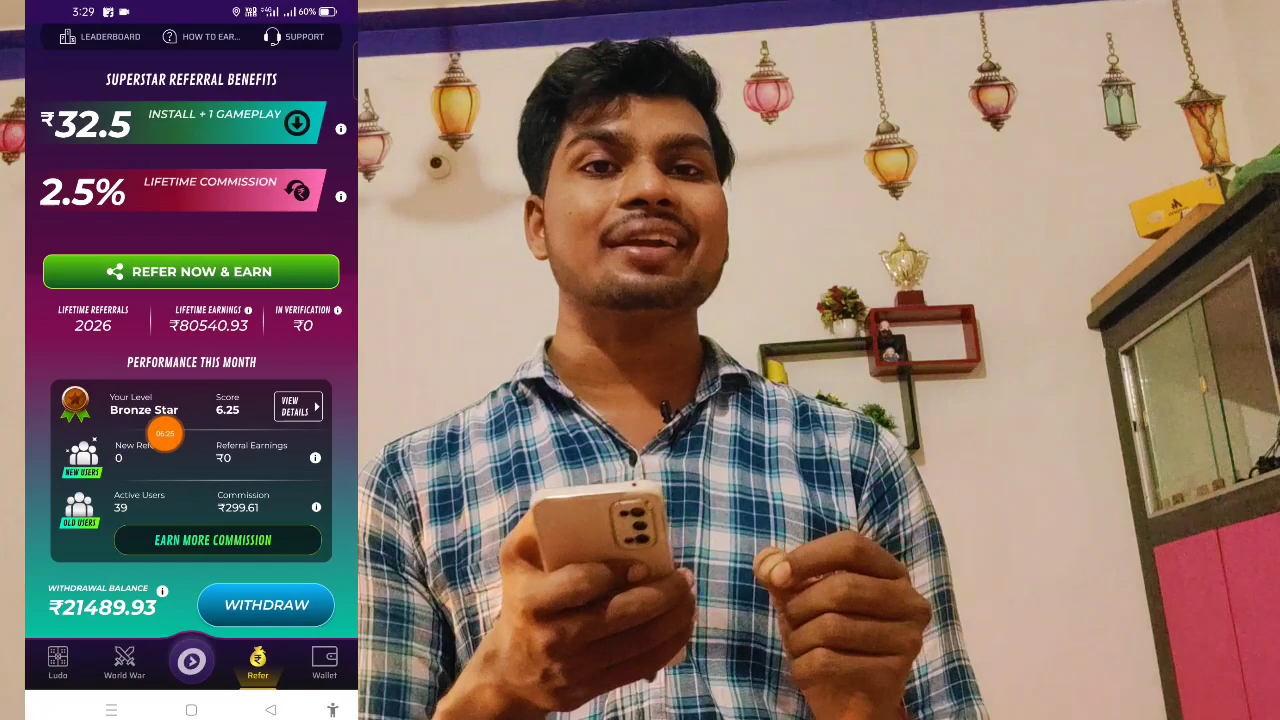 3:29
60%
LEADERBOARD
HOW TO EAR...
SUPPORT
SUPERSTAR REFERRAL BENEFITS
₹32.5
INSTALL + 1 GAMEPLAY
2.5%
LIFETIME COMMISSION
REFER NOW & EARN
LIFETIME REFERRALS
2026
LIFETIME EARNINGS
₹80540.93
IN VERIFICATION
₹0
PERFORMANCE THIS MONTH
Your Level
Bronze Star
Score
6.25
VIEW
DETAILS
06:25
New Re
0
Referral Earnings
₹0
NEW USERS
Active Users
39
Commission
₹299.61
OLD USERS
EARN MORE COMMISSION
WITHDRAWAL BALANCE
₹21489.93
WITHDRAW
Ludo
World War
Refer
Wallet